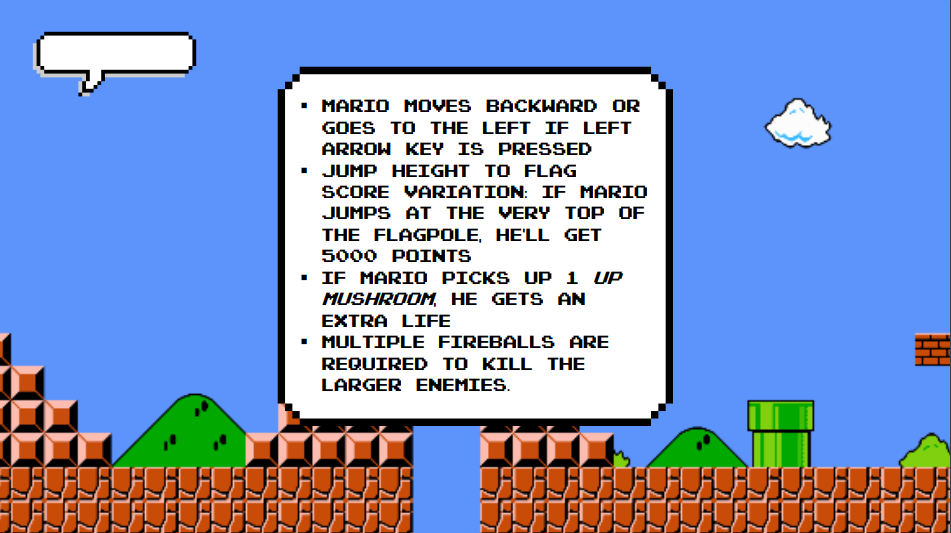 ▪ MARIO MOVES BACKWARD OR
GOES TO THE LEFT IF LEFT
ARROW KEY IS PRESSED
▪ JUMP HEIGHT TO FLAG
SCORE VARIATION: IF MARIO
JUMPS AT THE VERY TOP OF
THE FLAGPOLE, HE'LL GET
5000 POINTS
▪ IF MARIO PICKS UP 1 UP
MUSHROOM, HE GETS AN
EXTRA LIFE
▪ MULTIPLE FIREBALLS ARE
REQUIRED TO KILL THE
LARGER ENEMIES.